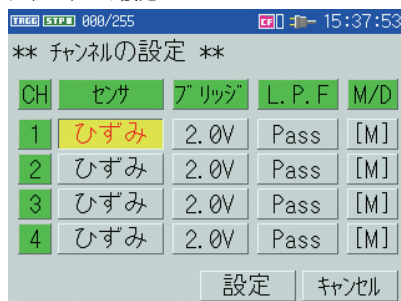 TRGG STPM 000/255 CF 15:37:53
** ﾁｬﾝﾈﾙの設定 **
CH ｾﾝｻ ﾌﾞﾘｯｼﾞ L.P.F M/D
1 ひずみ 2.0V Pass [M]
2 ひずみ 2.0V Pass [M]
3 ひずみ 2.0V Pass [M]
4 ひずみ 2.0V Pass [M]
設定 ｷｬﾝｾﾙ